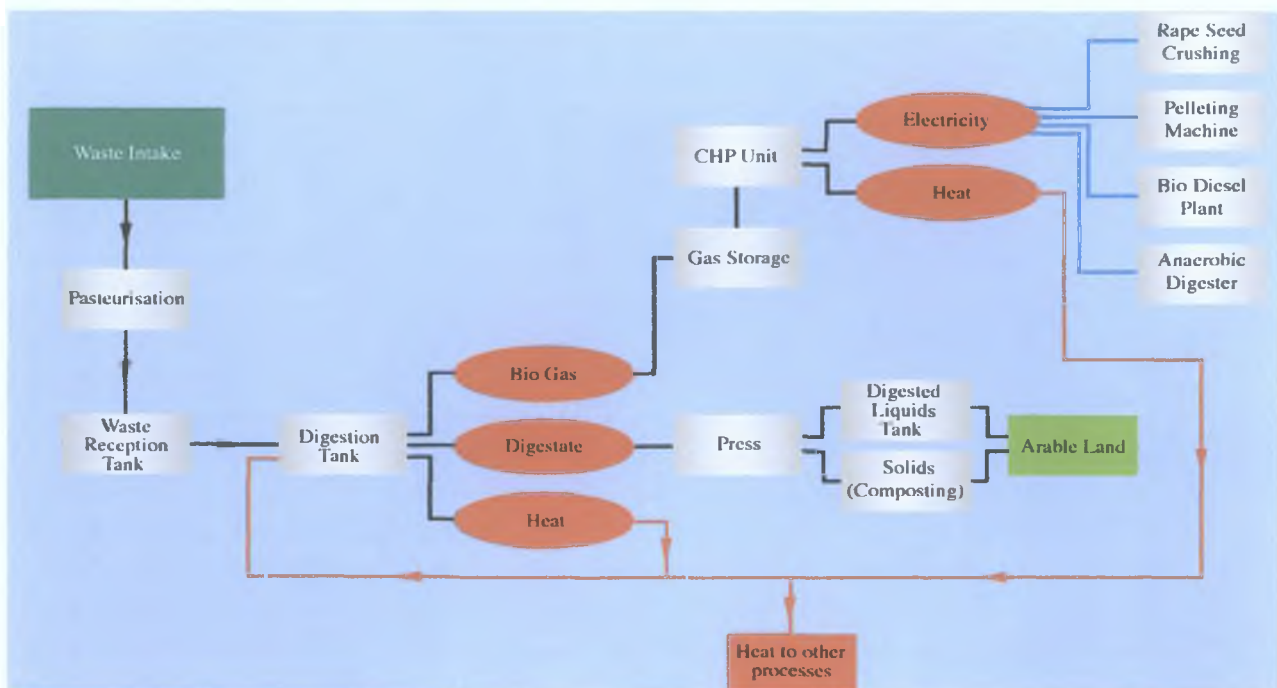 Rape Seed
Crushing
Waste Intake
Electricity
Pelleting
Machine
CHP Unit
Heat
Bio Diesel
Plant
Gas Storage
Anaerobic
Digester
Pasteurisation
Bio Gas
Waste
Reception
Tank
Digestion
Tank
Digestate
Press
Digested
Liquids
Tank
Solids
(Composting)
Arable Land
Heat
Heat to other
processes